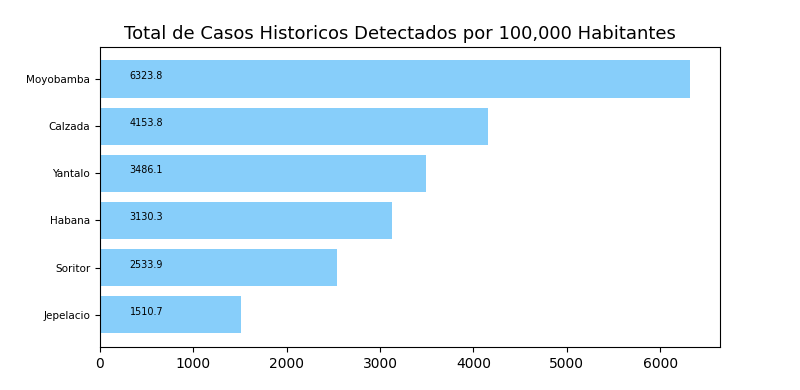 Total de Casos Historicos Detectados por 100,000 Habitantes
Moyobamba 6323.8
Calzada 4153.8
Yantalo 3486.1
Habana 3130.3
Soritor 2533.9
Jepelacio 1510.7
0 1000 2000 3000 4000 5000 6000